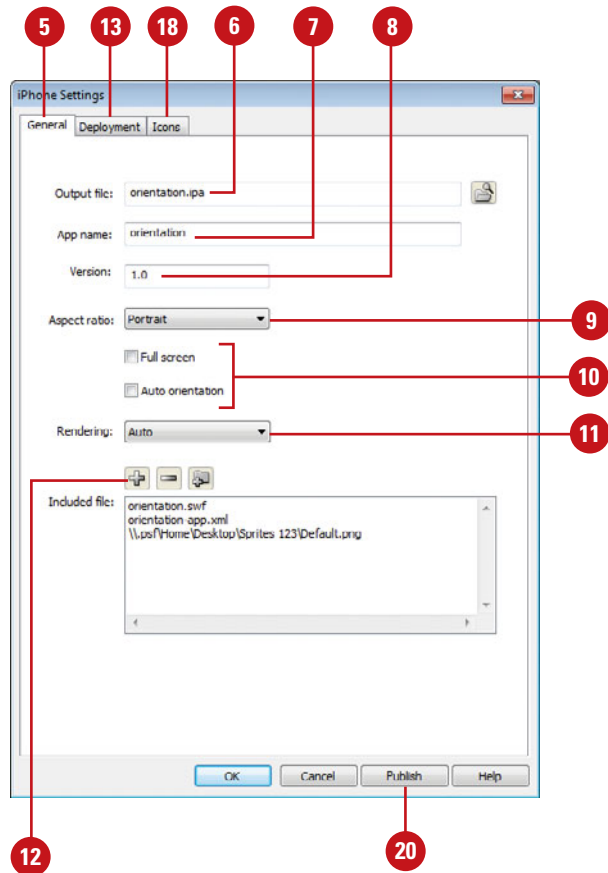 5 13 18 6 7 8
iPhone Settings
General Deployment Icons
Output file: orientation.ipa
App name: orientation
Version: 1.0
Aspect ratio: Portrait
9
Full screen
10
Auto orientation
Rendering: Auto
11
Included file:
orientation.swf
orientation-app.xml
\\.psf\Home\Desktop\Sprites 123\Default.png
OK Cancel Publish Help
12 20